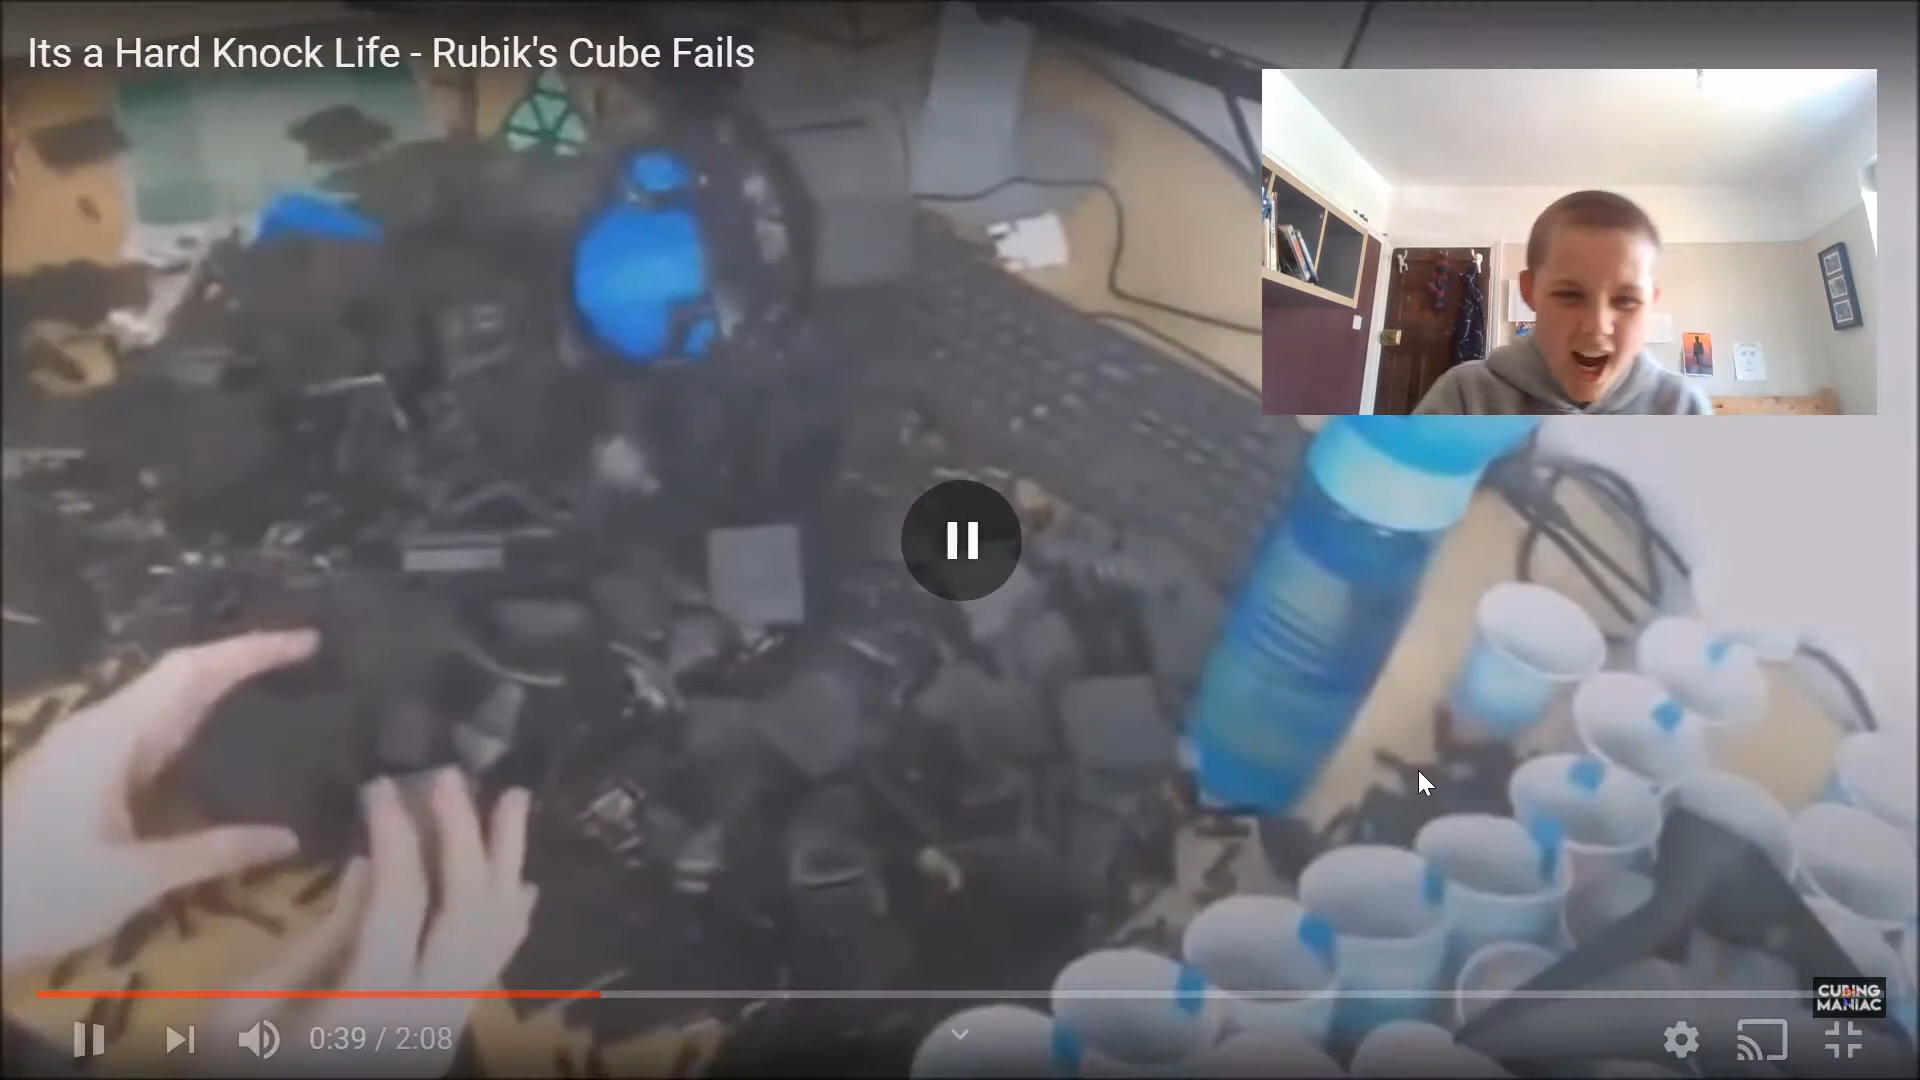 Its a Hard Knock Life - Rubik's Cube Fails
CUBING
MANIAC
0:39 / 2:08